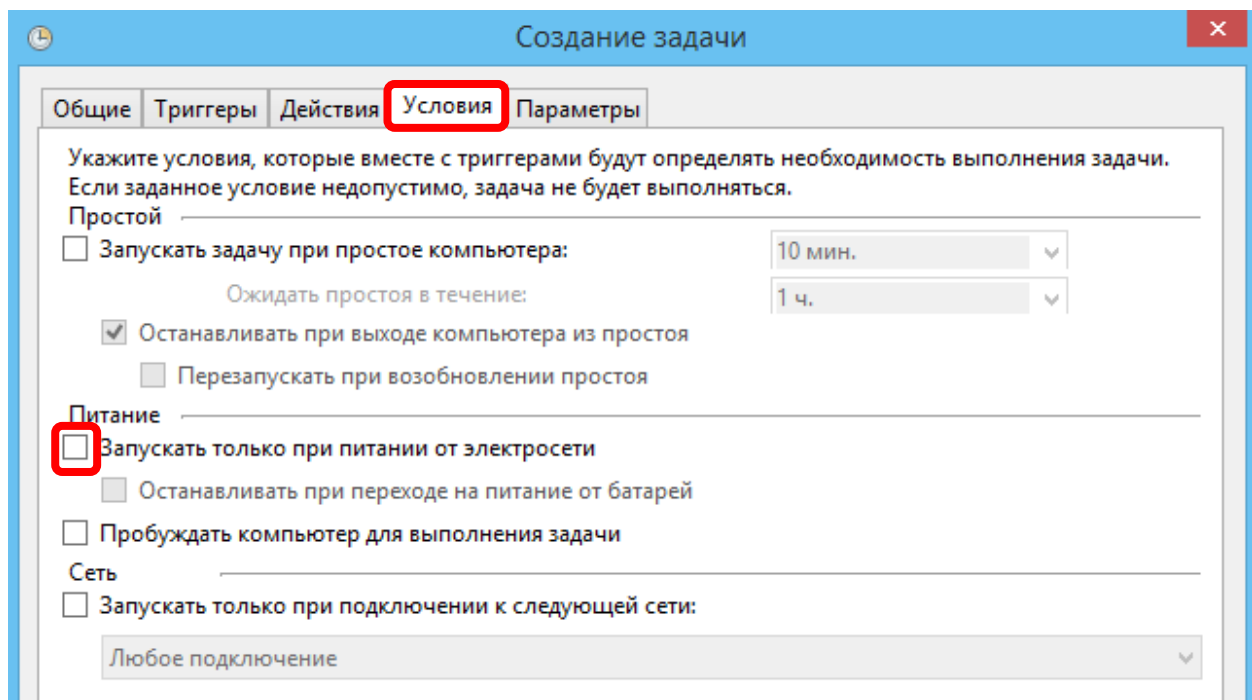 Создание задачи
Общие Триггеры Действия Условия Параметры
Укажите условия, которые вместе с триггерами будут определять необходимость выполнения задачи.
Если заданное условие недопустимо, задача не будет выполняться.
Простой
Запускать задачу при простое компьютера: 10 мин.
Ожидать простоя в течение: 1 ч.
Останавливать при выходе компьютера из простоя
Перезапускать при возобновлении простоя
Питание
Запускать только при питании от электросети
Останавливать при переходе на питание от батарей
Пробуждать компьютер для выполнения задачи
Сеть
Запускать только при подключении к следующей сети:
Любое подключение